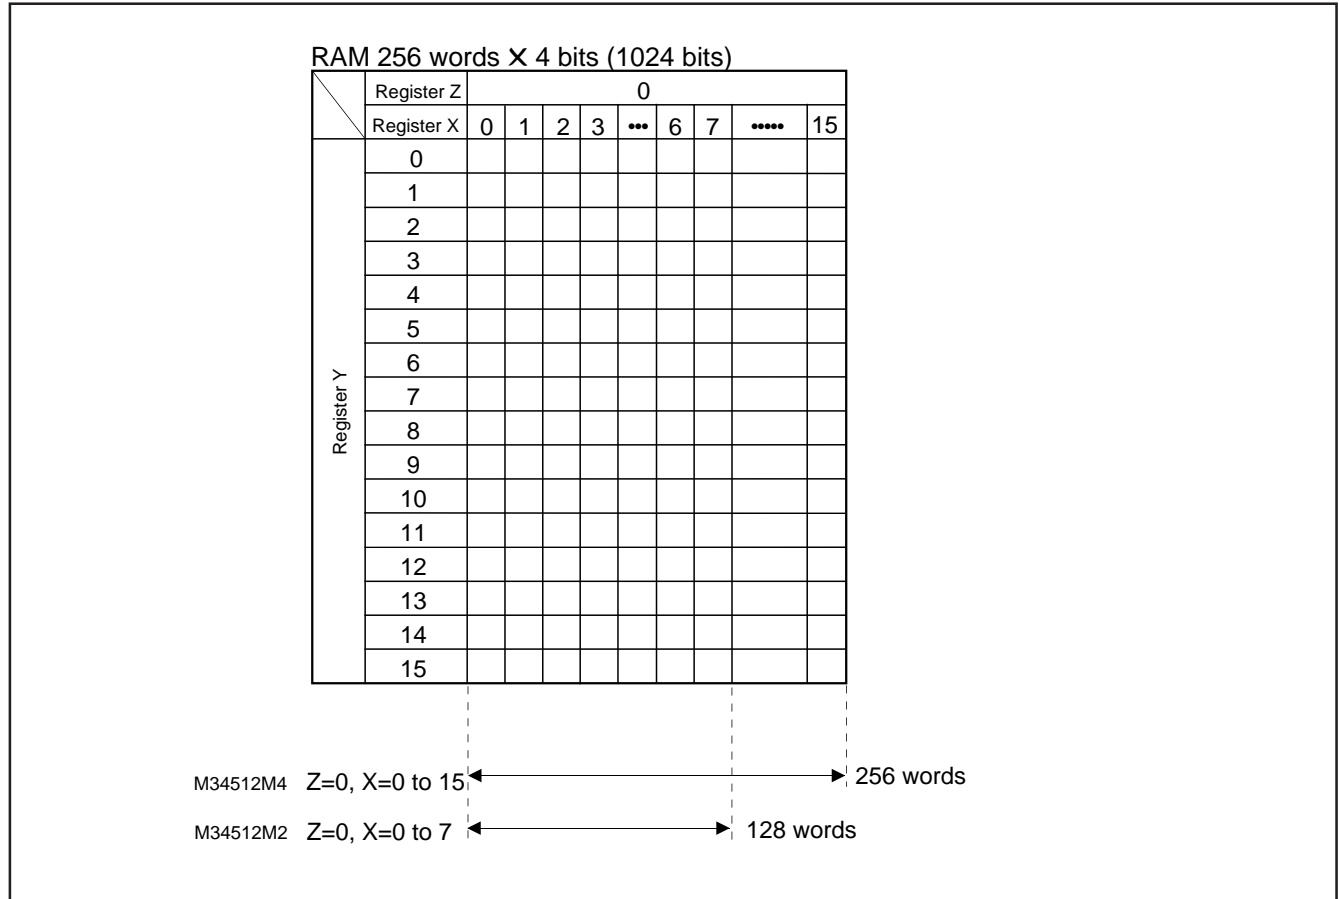 RAM 256 words × 4 bits (1024 bits)
Register Z 0
Register X 0 1 2 3 ••• 6 7 ••••• 15
Register Y
0
1
2
3
4
5
6
7
8
9
10
11
12
13
14
15
M34512M4 Z=0, X=0 to 15 256 words
M34512M2 Z=0, X=0 to 7 128 words